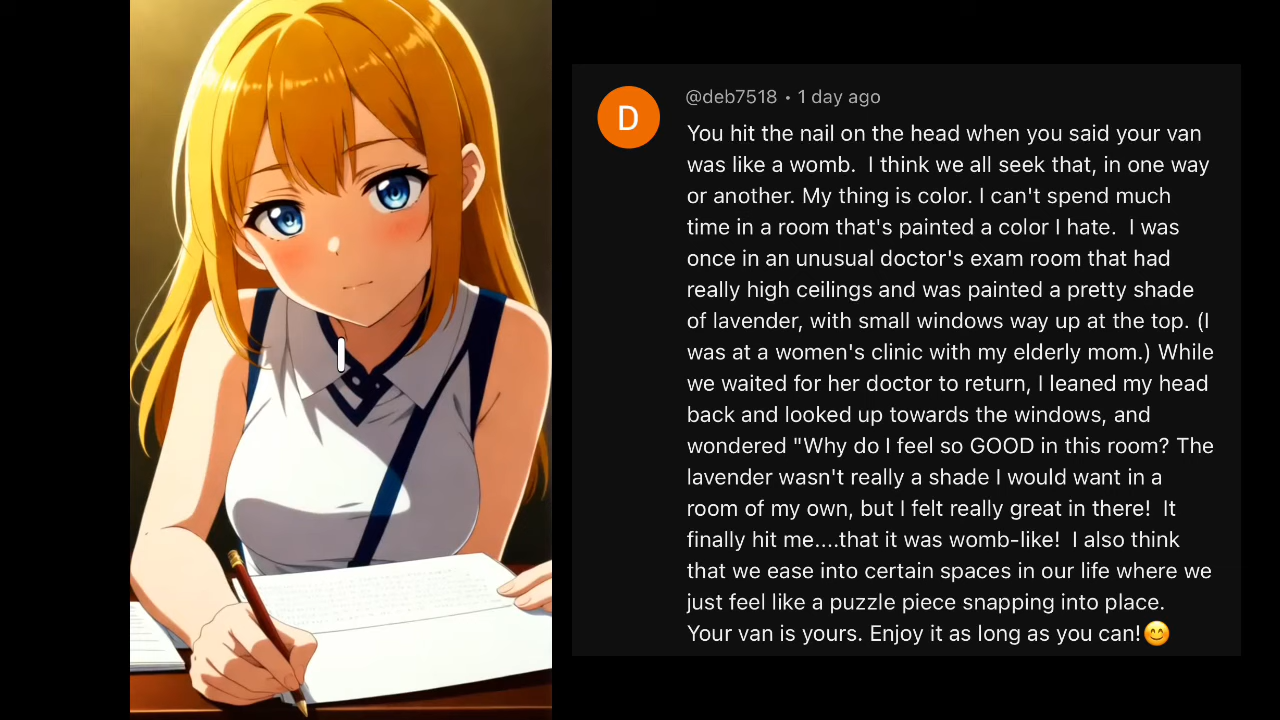 I
D
@deb7518 • 1 day ago
You hit the nail on the head when you said your van
was like a womb.  I think we all seek that, in one way
or another. My thing is color. I can't spend much
time in a room that's painted a color I hate.  I was
once in an unusual doctor's exam room that had
really high ceilings and was painted a pretty shade
of lavender, with small windows way up at the top. (I
was at a women's clinic with my elderly mom.) While
we waited for her doctor to return, I leaned my head
back and looked up towards the windows, and
wondered "Why do I feel so GOOD in this room? The
lavender wasn't really a shade I would want in a
room of my own, but I felt really great in there!  It
finally hit me....that it was womb-like!  I also think
that we ease into certain spaces in our life where we
just feel like a puzzle piece snapping into place.
Your van is yours. Enjoy it as long as you can!😊